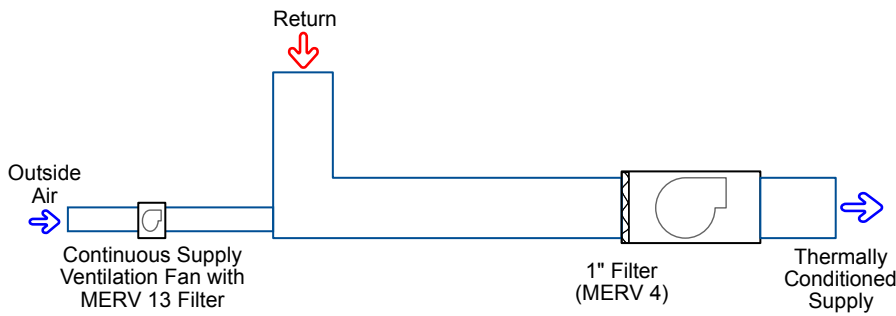 Return
Outside
Air
Continuous Supply
Ventilation Fan with
MERV 13 Filter
1" Filter
(MERV 4)
Thermally
Conditioned
Supply